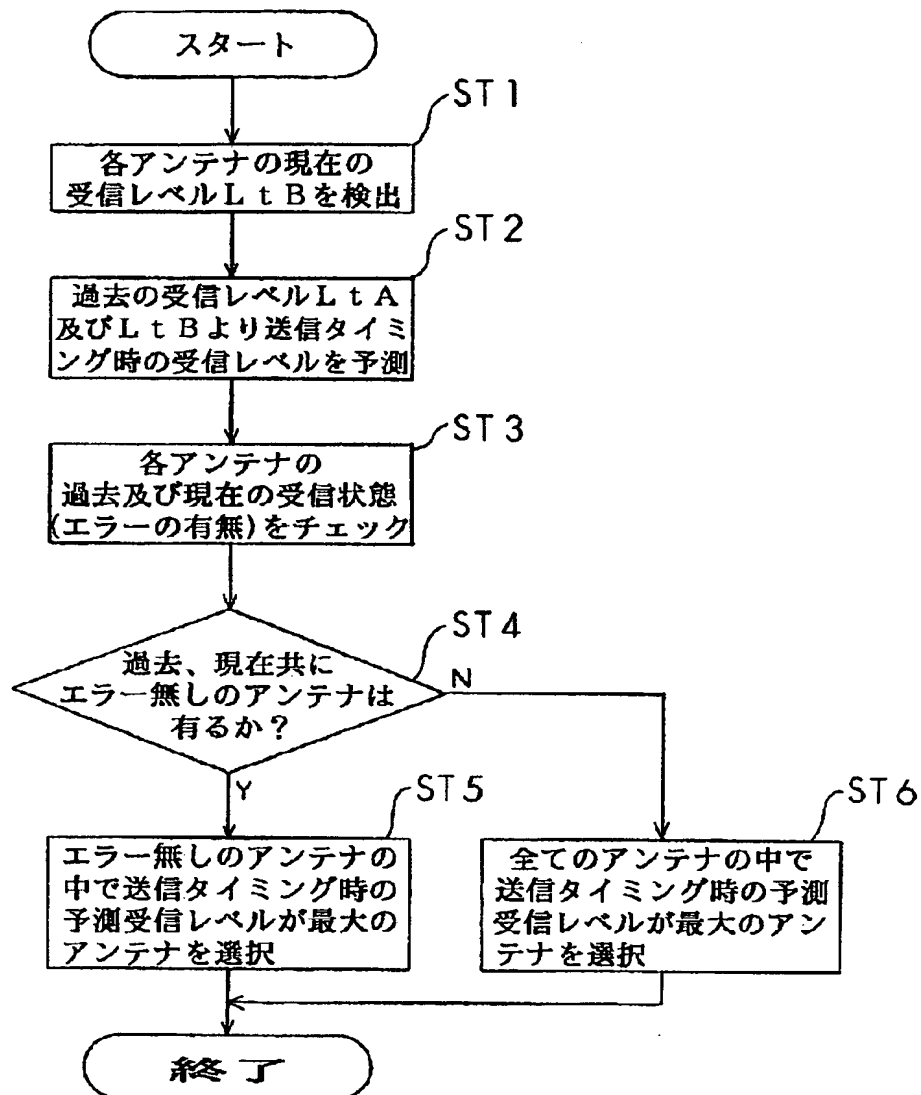 スタート
ST1
各アンテナの現在の
受信レベルLtBを検出
ST2
過去の受信レベルLtA
及びLtBより送信タイミ
ング時の受信レベルを予測
ST3
各アンテナの
過去及び現在の受信状態
(エラーの有無)をチェック
ST4
過去、現在共に
エラー無しのアンテナは
有るか?
N
Y
ST5
エラー無しのアンテナの
中で送信タイミング時の
予測受信レベルが最大の
アンテナを選択
ST6
全てのアンテナの中で
送信タイミング時の予測
受信レベルが最大のアン
テナを選択
終了